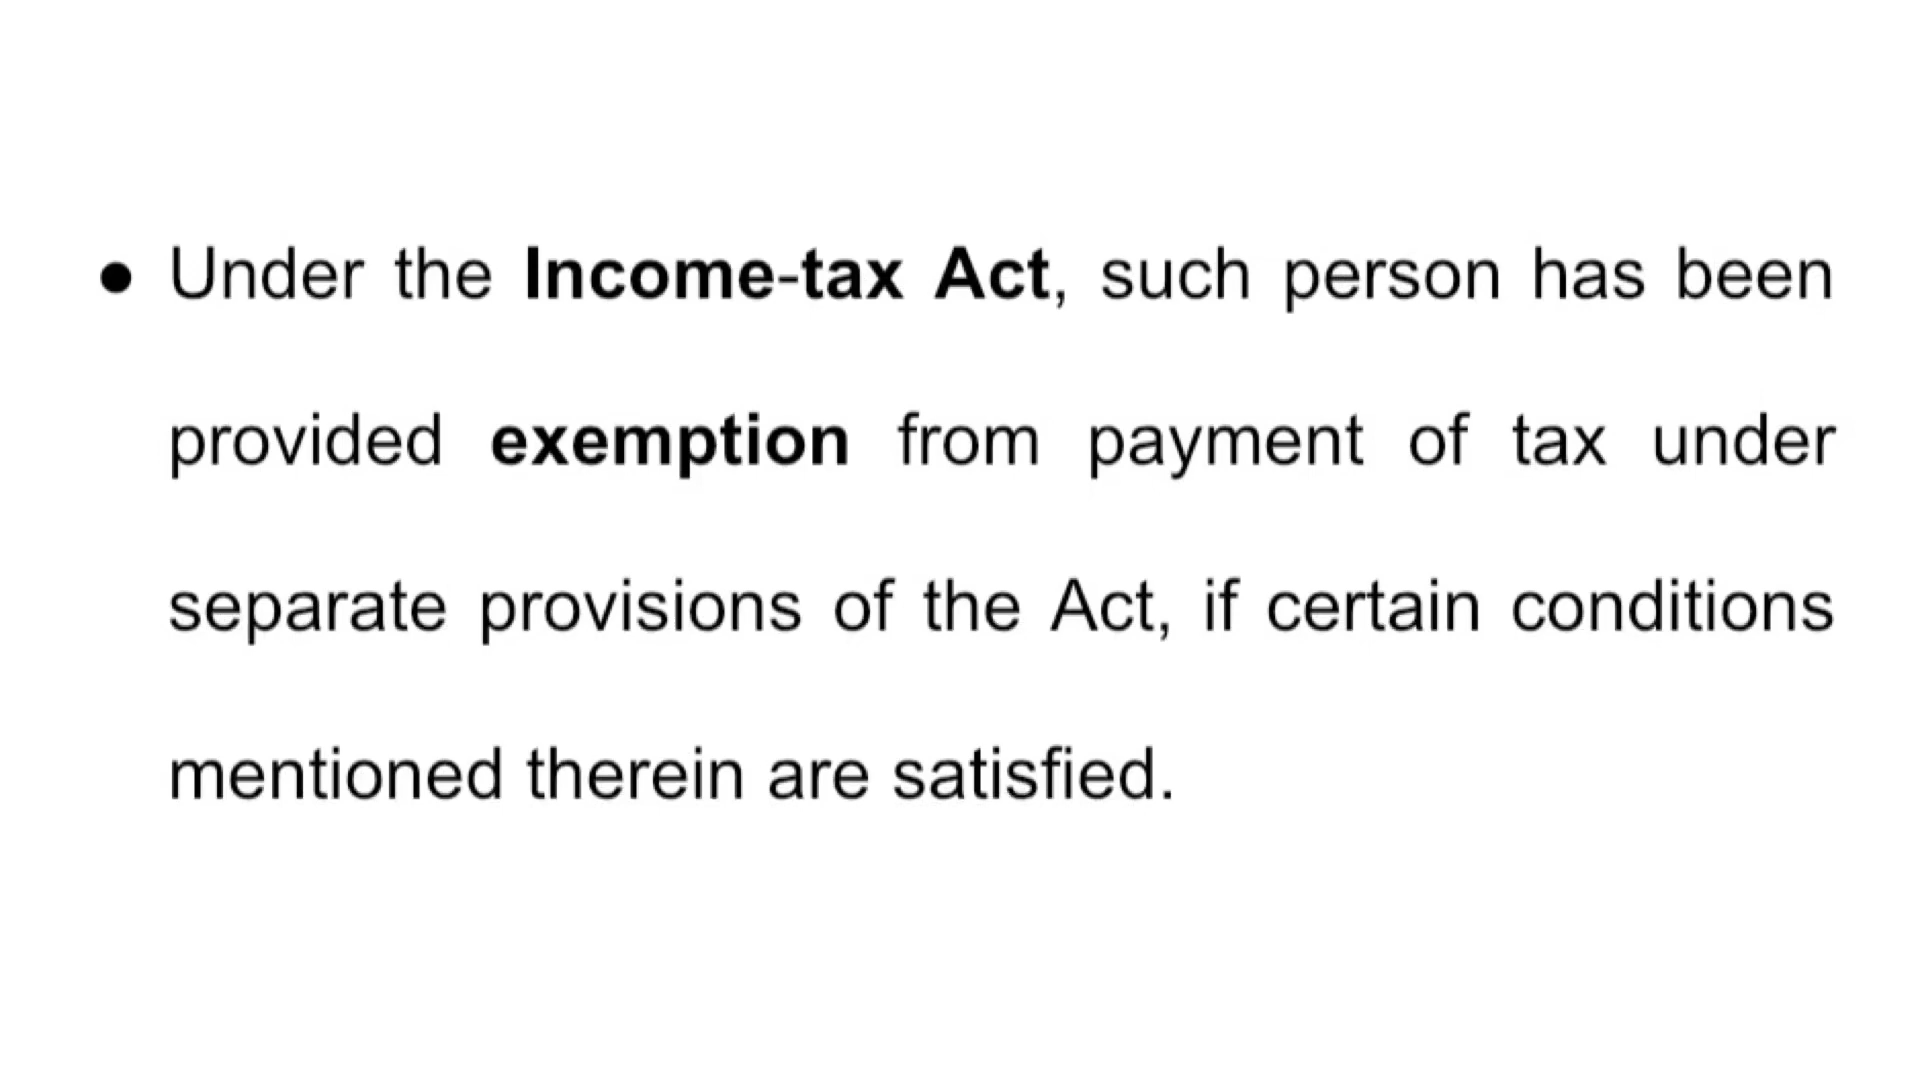 ● Under the Income-tax Act, such person has been
provided exemption from payment of tax under
separate provisions of the Act, if certain conditions
mentioned therein are satisfied.